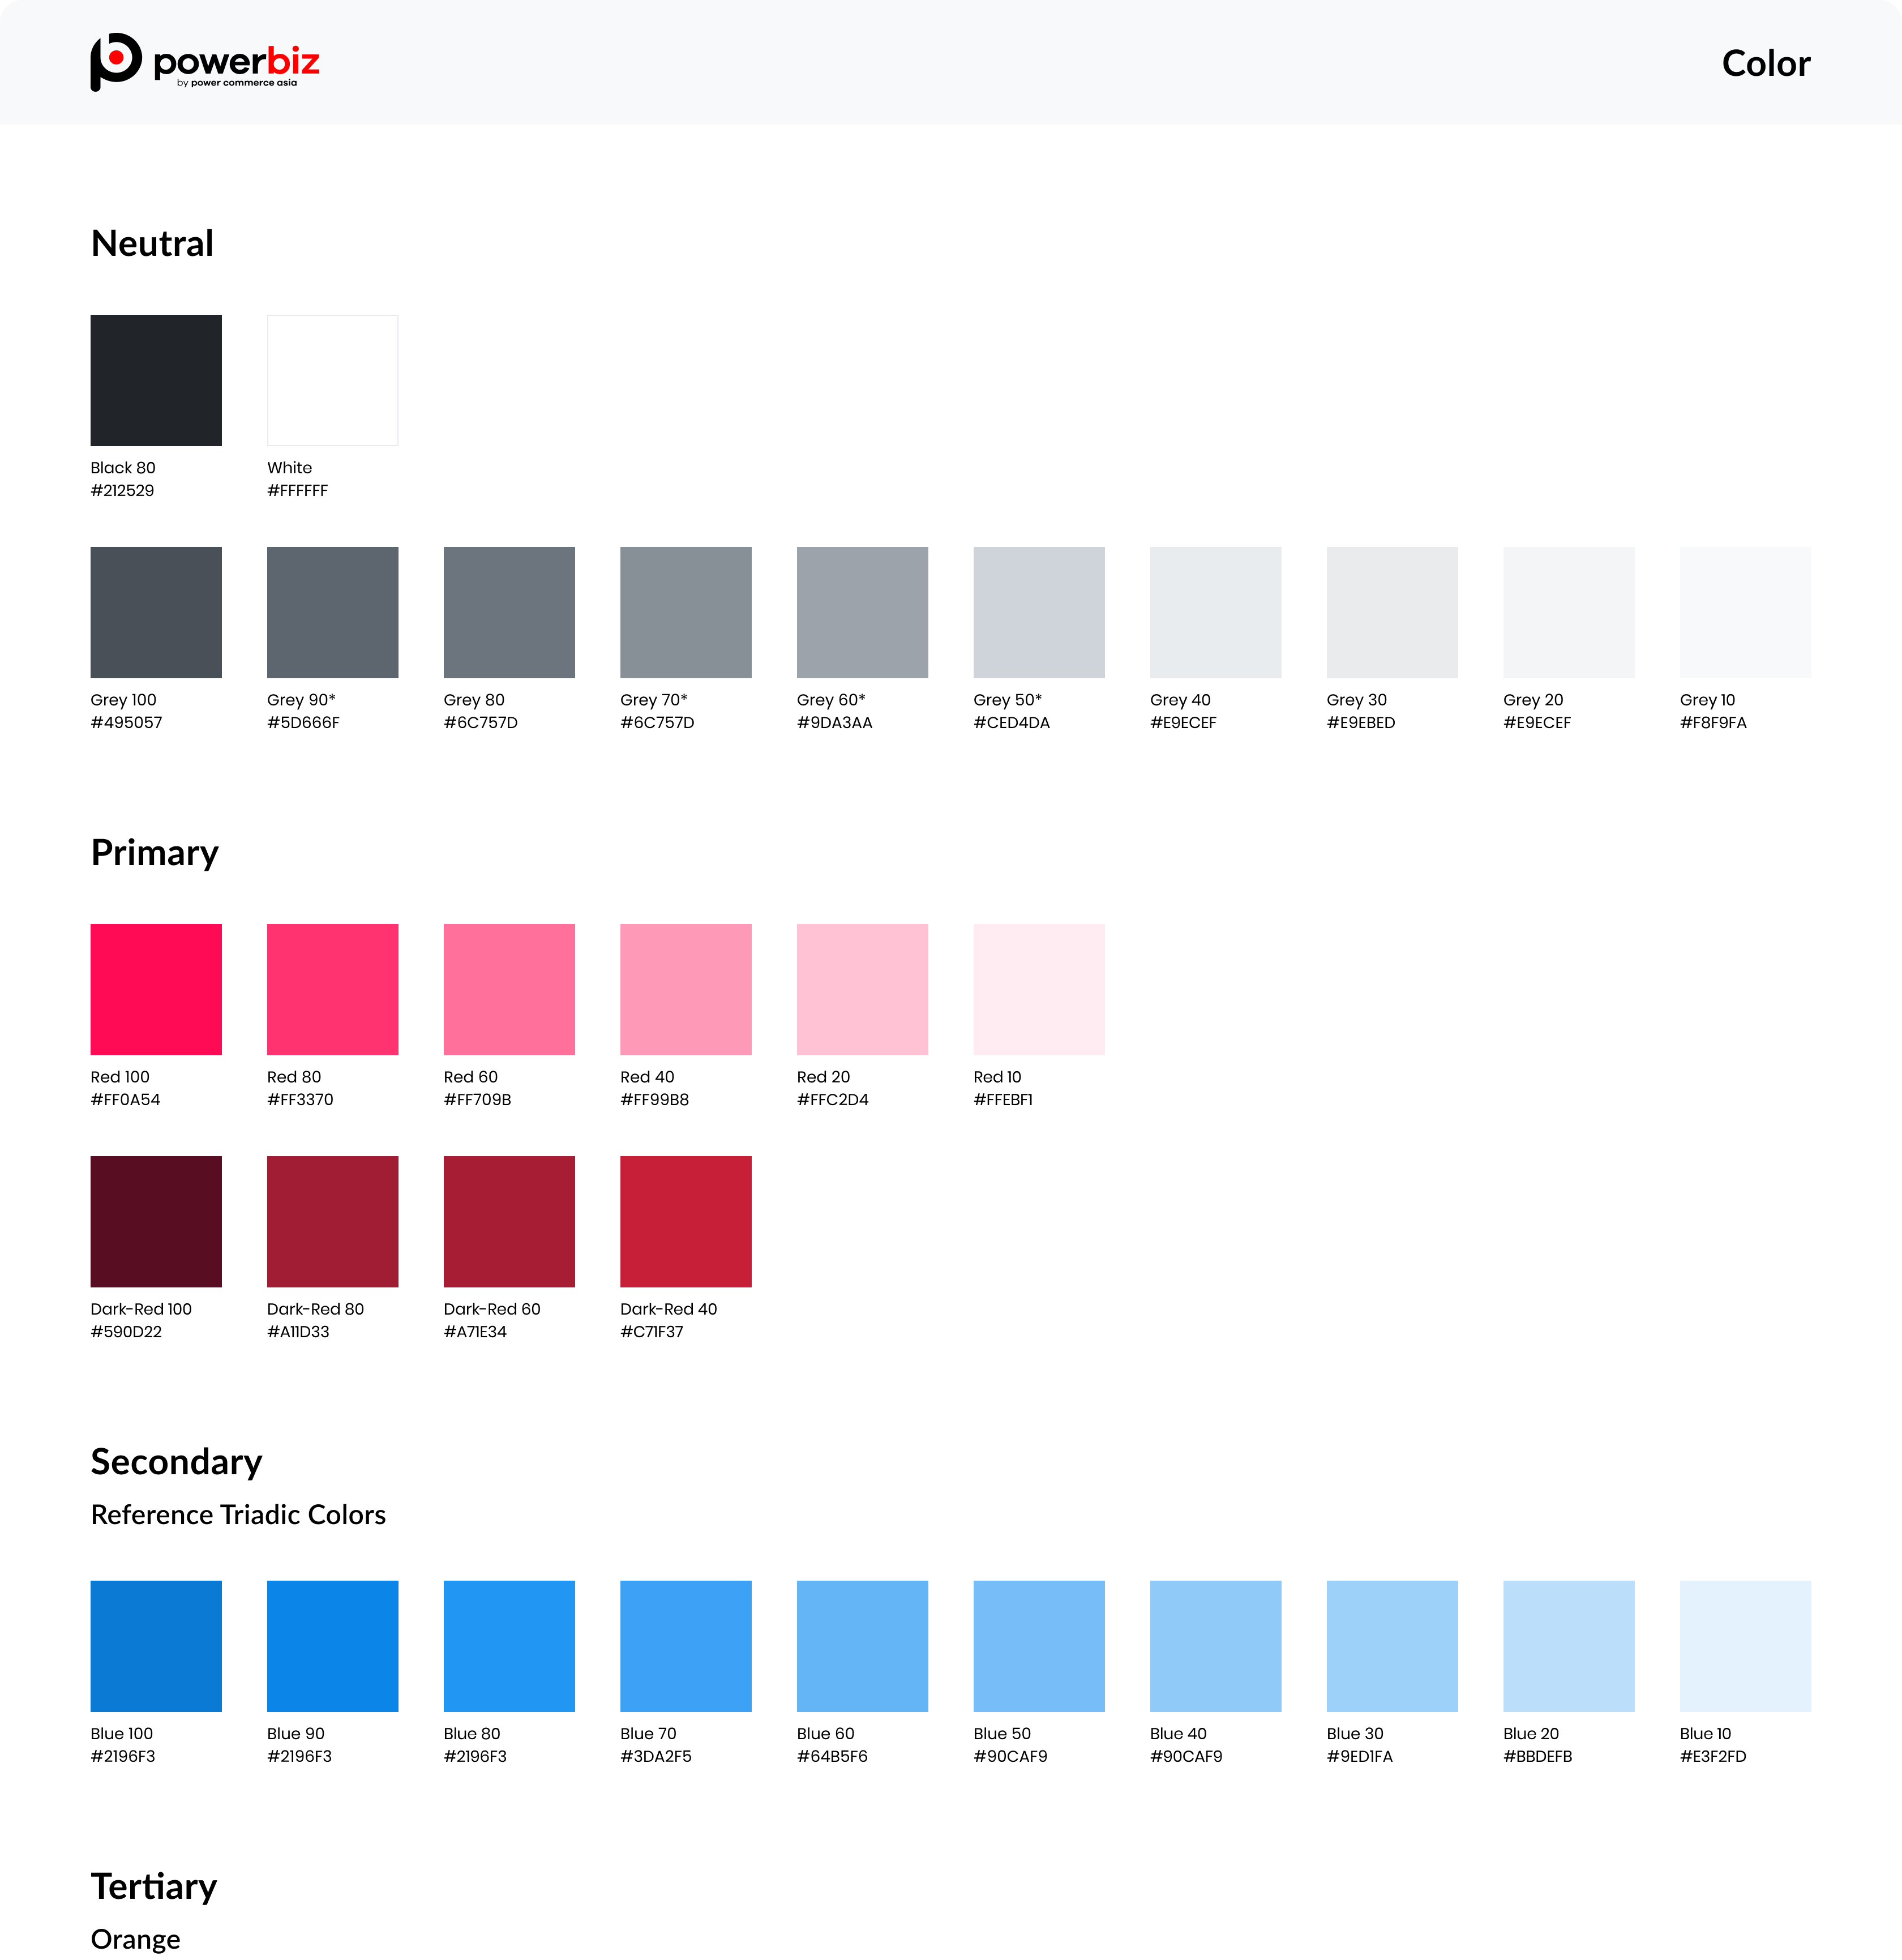 powerbiz
by power commerce asia
Color
Neutral
Black 80 White
#212529 #FFFFFF
Grey 100 Grey 90* Grey 80 Grey 70* Grey 60* Grey 50* Grey 40 Grey 30 Grey 20 Grey 10
#495057 #5D666F #6C757D #6C757D #9DA3AA #CED4DA #E9ECEF #E9EBED #E9ECEF #F8F9FA
Primary
Red 100 Red 80 Red 60 Red 40 Red 20 Red 10
#FF0A54 #FF3370 #FF709B #FF99B8 #FFC2D4 #FFEBF1
Dark-Red 100 Dark-Red 80 Dark-Red 60 Dark-Red 40
#590D22 #A11D33 #A71E34 #C71F37
Secondary
Reference Triadic Colors
Blue 100 Blue 90 Blue 80 Blue 70 Blue 60 Blue 50 Blue 40 Blue 30 Blue 20 Blue 10
#2196F3 #2196F3 #2196F3 #3DA2F5 #64B5F6 #90CAF9 #90CAF9 #9ED1FA #BBDEFB #E3F2FD
Tertiary
Orange